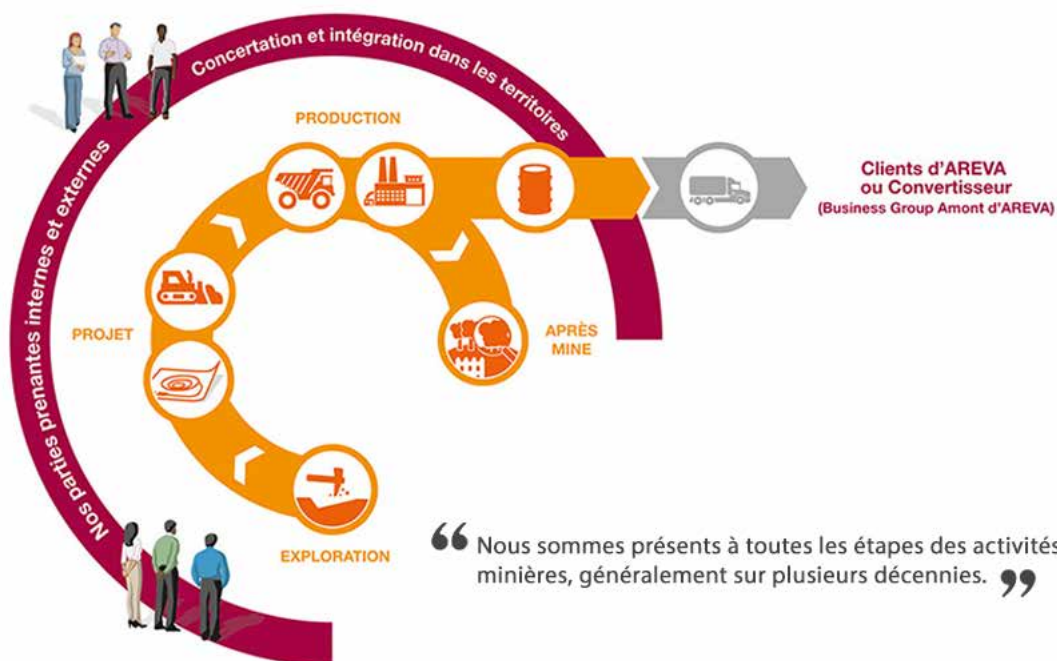 Concertation et intégration dans les territoires
Nos parties prenantes internes et externes
PRODUCTION
Clients d'AREVA
ou Convertisseur
(Business Group Amont d'AREVA)
PROJET
APRÈS
MINE
EXPLORATION
“ Nous sommes présents à toutes les étapes des activités
minières, généralement sur plusieurs décennies. ”